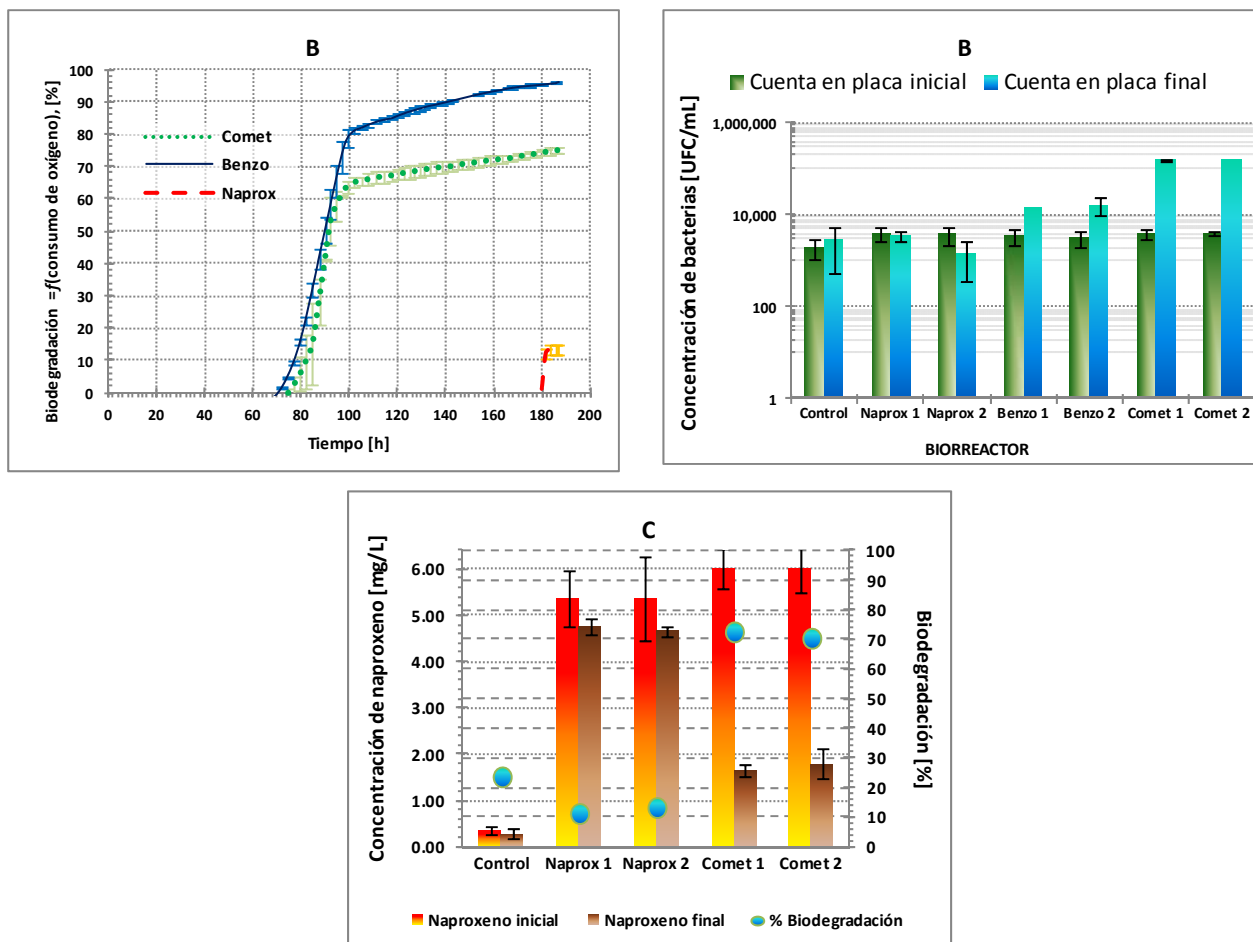 B
Biodegradación =f(consumo de oxígeno), [%]
100
90
80
70
60
50
40
30
20
10
0
Comet
Benzo
Naprox
0 20 40 60 80 100 120 140 160 180 200
Tiempo [h]
B
Cuenta en placa inicial Cuenta en placa final
Concentración de bacterias [UFC/mL]
1,000,000
10,000
100
1
Control Naprox 1 Naprox 2 Benzo 1 Benzo 2 Comet 1 Comet 2
BIORREACTOR
C
Concentración de naproxeno [mg/L]
6.00
5.00
4.00
3.00
2.00
1.00
0.00
100
90
80
70
60
50
40
30
20
10
0
Biodegradación [%]
Control Naprox 1 Naprox 2 Comet 1 Comet 2
Naproxeno inicial Naproxeno final % Biodegradación